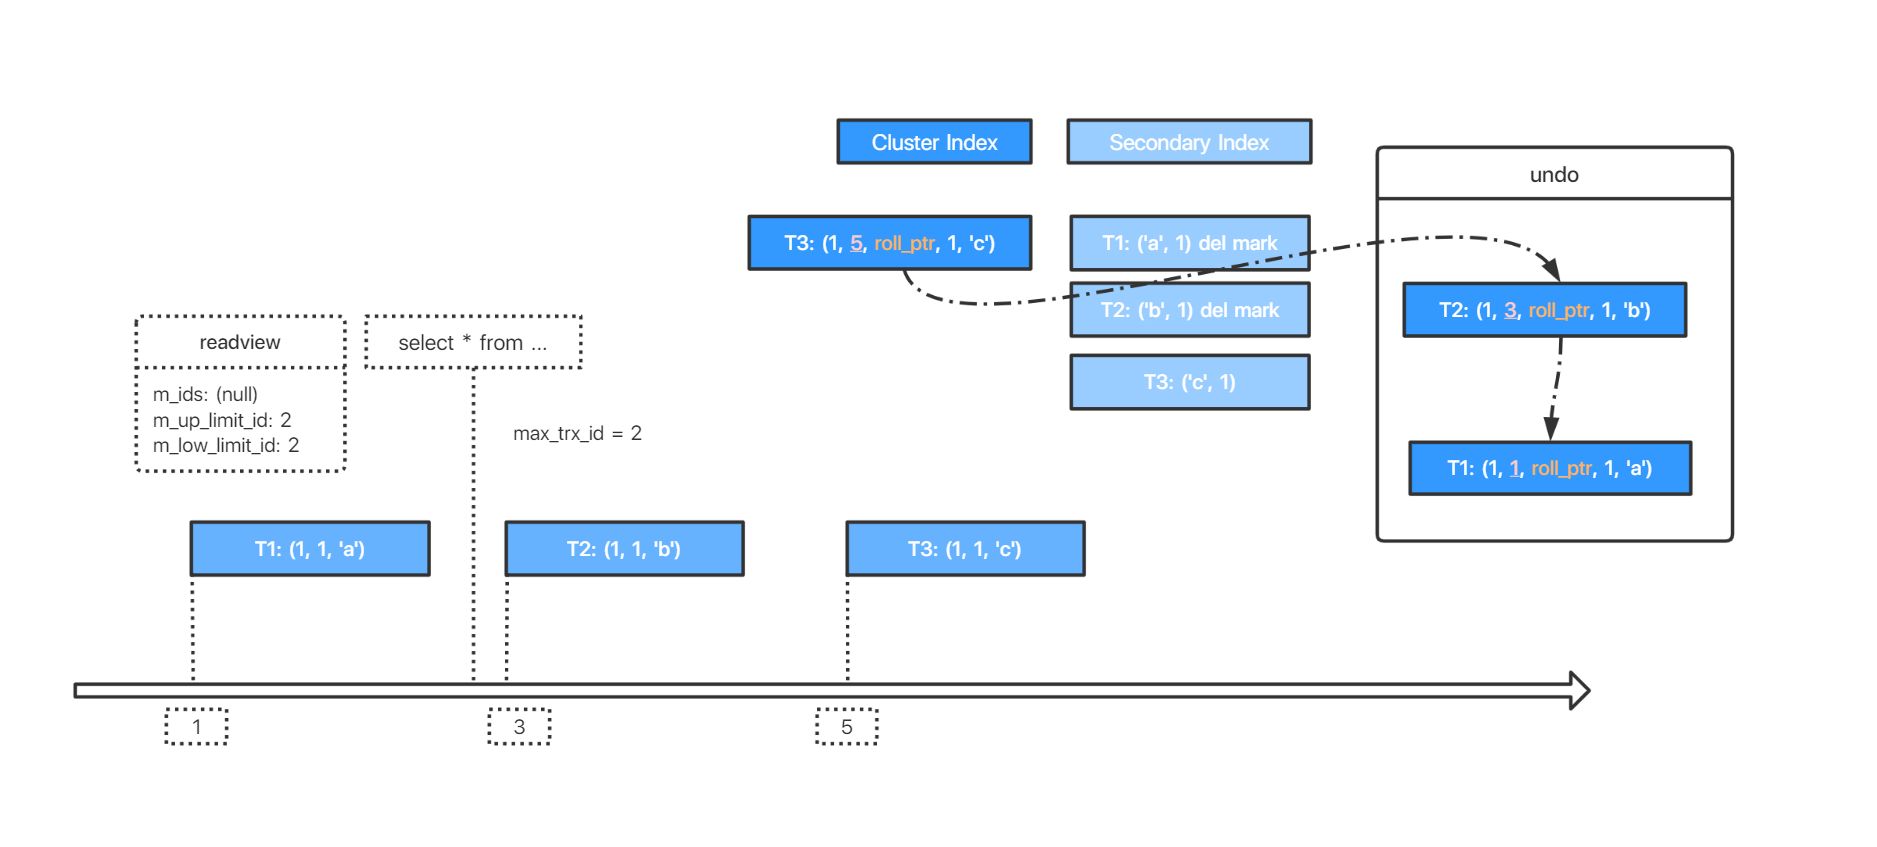 Cluster Index
Secondary Index
undo
T3: (1, 5, roll_ptr, 1, 'c')
T1: ('a', 1) del mark
T2: ('b', 1) del mark
T2: (1, 3, roll_ptr, 1, 'b')
readview
select * from ...
T3: ('c', 1)
m_ids: (null)
m_up_limit_id: 2
m_low_limit_id: 2
max_trx_id = 2
T1: (1, 1, roll_ptr, 1, 'a')
T1: (1, 1, 'a')
T2: (1, 1, 'b')
T3: (1, 1, 'c')
1
3
5